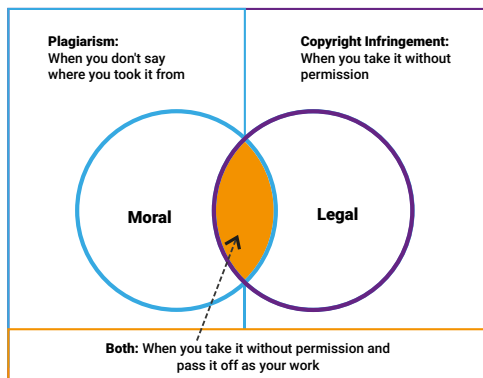 Plagiarism:
When you don't say
where you took it from
Copyright Infringement:
When you take it without
permission
Moral
Legal
Both: When you take it without permission and
pass it off as your work